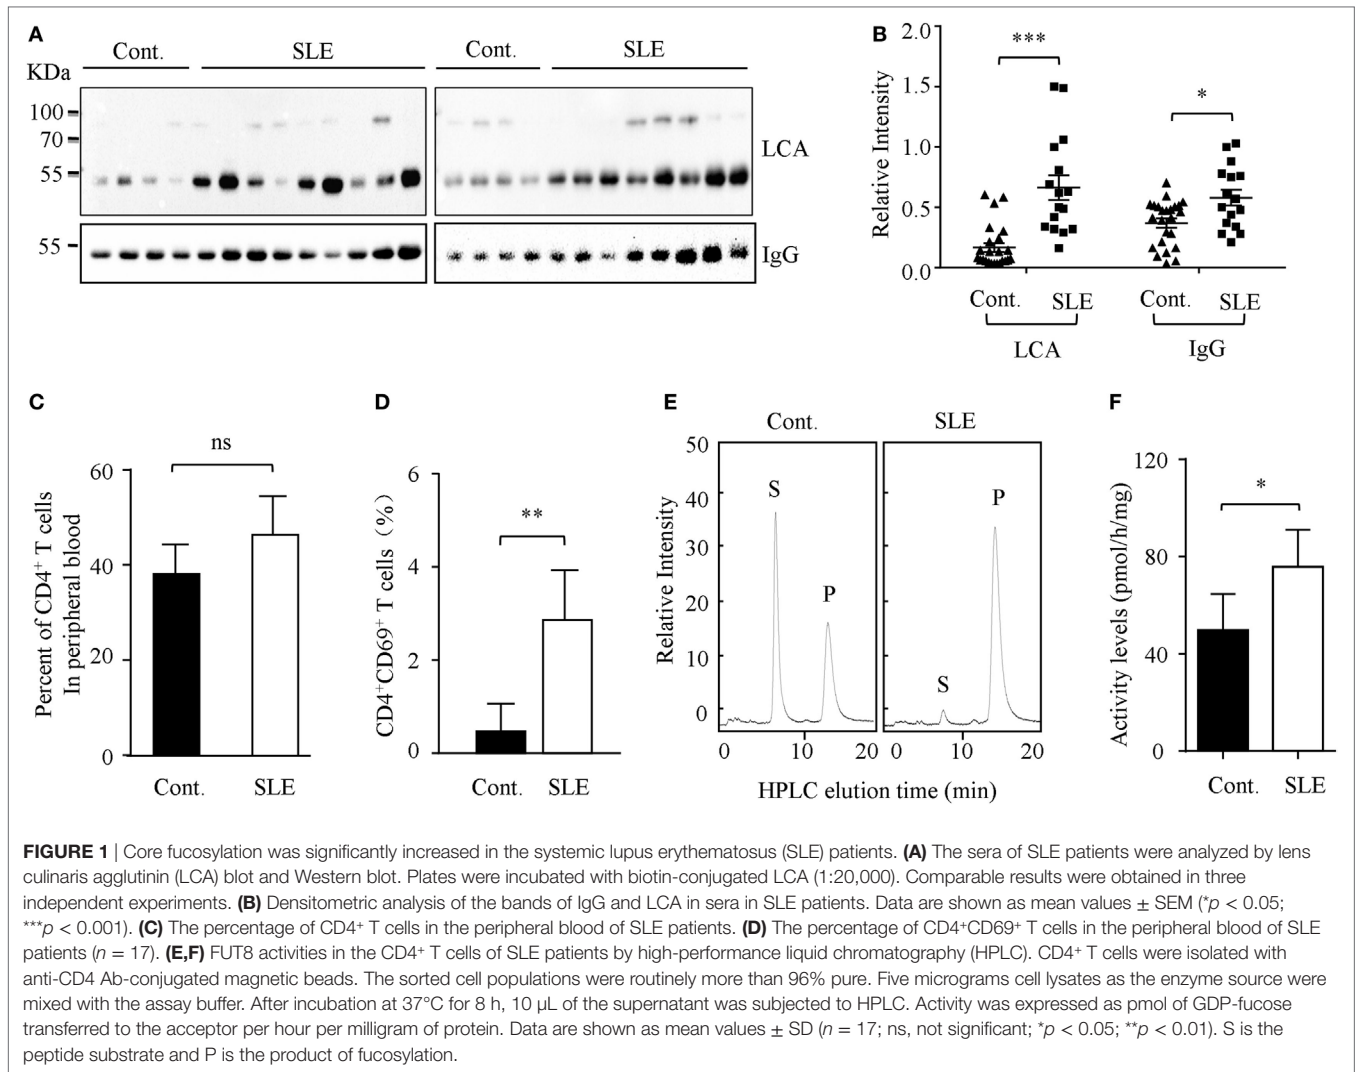 A
Cont.
SLE
Cont.
SLE
KDa
100
70
55
LCA
55
IgG
B
2.0
1.5
1.0
0.5
0.0
Relative Intensity
***
*
Cont.
SLE
Cont.
SLE
LCA
IgG
C
ns
60
40
20
0
Percent of CD4+ T cells
In peripheral blood
Cont.
SLE
D
6
4
2
0
CD4+CD69+ T cells (%)
**
Cont.
SLE
E
Cont.
SLE
50
40
30
20
10
0
Relative Intensity
S
P
S
P
0
10
20
0
10
20
HPLC elution time (min)
F
120
80
40
0
Activity levels (pmol/h/mg)
*
Cont.
SLE
FIGURE 1 | Core fucosylation was significantly increased in the systemic lupus erythematosus (SLE) patients. (A) The sera of SLE patients were analyzed by lens
culinaris agglutinin (LCA) blot and Western blot. Plates were incubated with biotin-conjugated LCA (1:20,000). Comparable results were obtained in three
independent experiments. (B) Densitometric analysis of the bands of IgG and LCA in sera in SLE patients. Data are shown as mean values ± SEM (*p < 0.05;
***p < 0.001). (C) The percentage of CD4+ T cells in the peripheral blood of SLE patients. (D) The percentage of CD4+CD69+ T cells in the peripheral blood of SLE
patients (n = 17). (E,F) FUT8 activities in the CD4+ T cells of SLE patients by high-performance liquid chromatography (HPLC). CD4+ T cells were isolated with
anti-CD4 Ab-conjugated magnetic beads. The sorted cell populations were routinely more than 96% pure. Five micrograms cell lysates as the enzyme source were
mixed with the assay buffer. After incubation at 37°C for 8 h, 10 µL of the supernatant was subjected to HPLC. Activity was expressed as pmol of GDP-fucose
transferred to the acceptor per hour per milligram of protein. Data are shown as mean values ± SD (n = 17; ns, not significant; *p < 0.05; **p < 0.01). S is the
peptide substrate and P is the product of fucosylation.